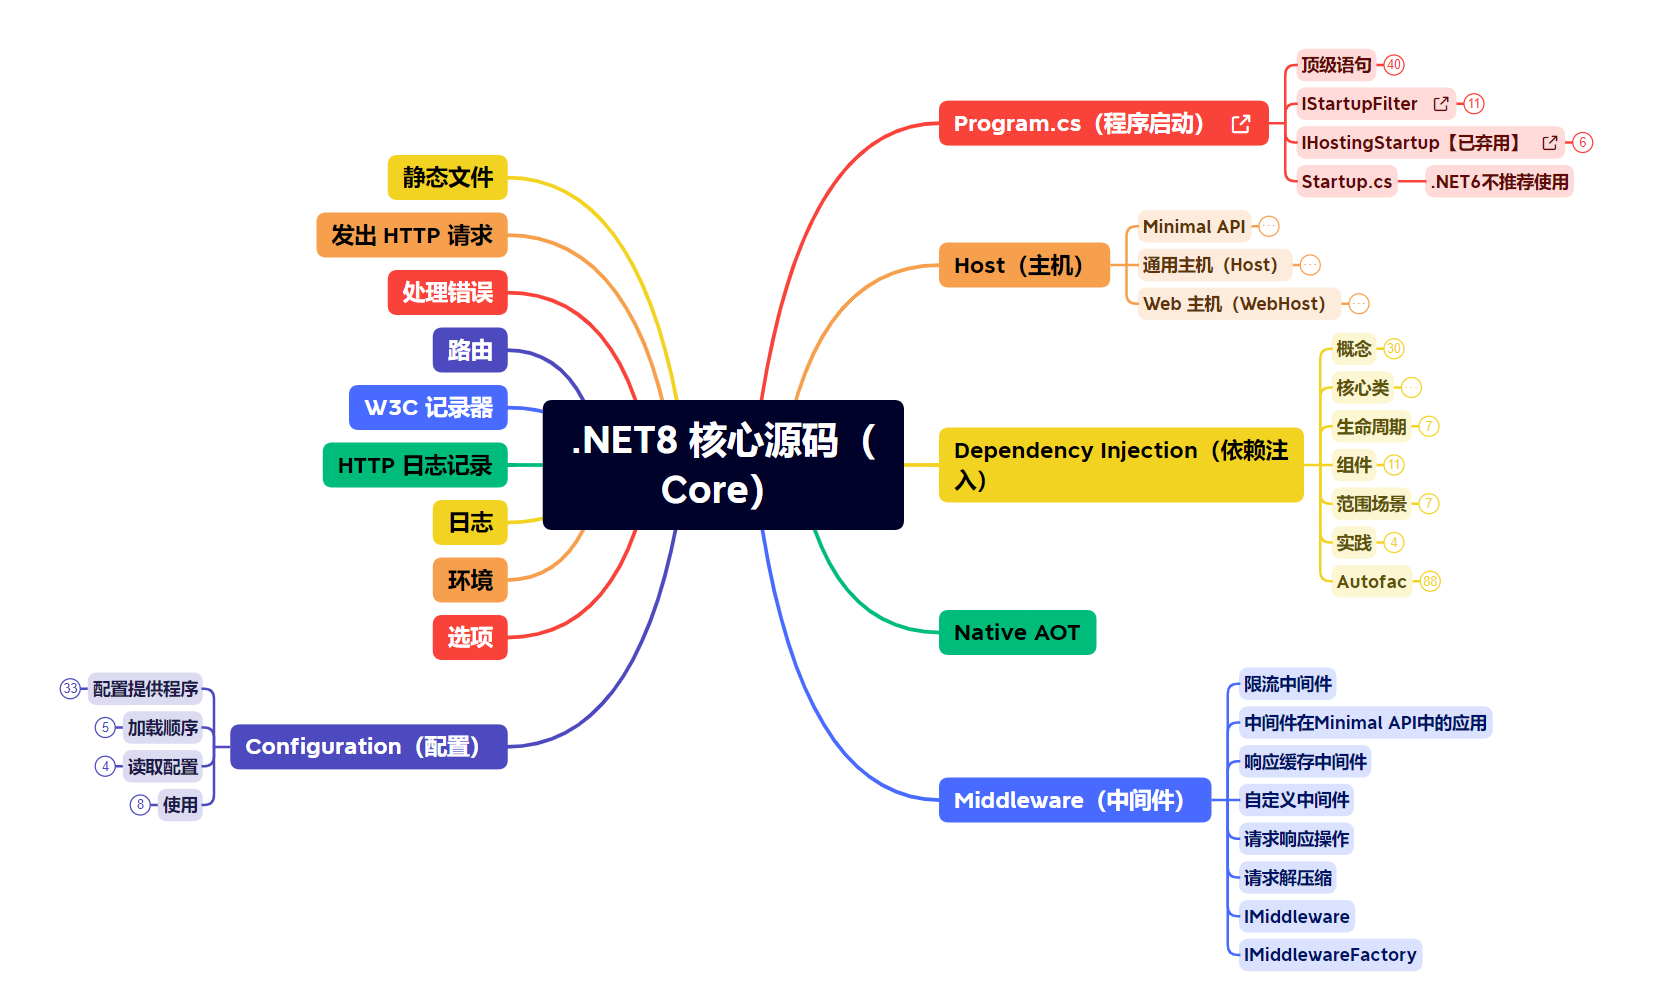 .NET8 核心源码（
Core）
Program.cs（程序启动）
顶级语句
40
IStartupFilter
11
IHostingStartup【已弃用】
6
Startup.cs
.NET6不推荐使用
Host（主机）
Minimal API
...
通用主机（Host）
...
Web 主机（WebHost）
...
Dependency Injection（依赖注
入）
概念
30
核心类
...
生命周期
7
组件
11
范围场景
7
实践
4
Autofac
88
Native AOT
Middleware（中间件）
限流中间件
中间件在Minimal API中的应用
响应缓存中间件
自定义中间件
请求响应操作
请求解压缩
IMiddleware
IMiddlewareFactory
静态文件
发出 HTTP 请求
处理错误
路由
W3C 记录器
HTTP 日志记录
日志
环境
选项
Configuration（配置）
配置提供程序
33
加载顺序
5
读取配置
4
使用
8